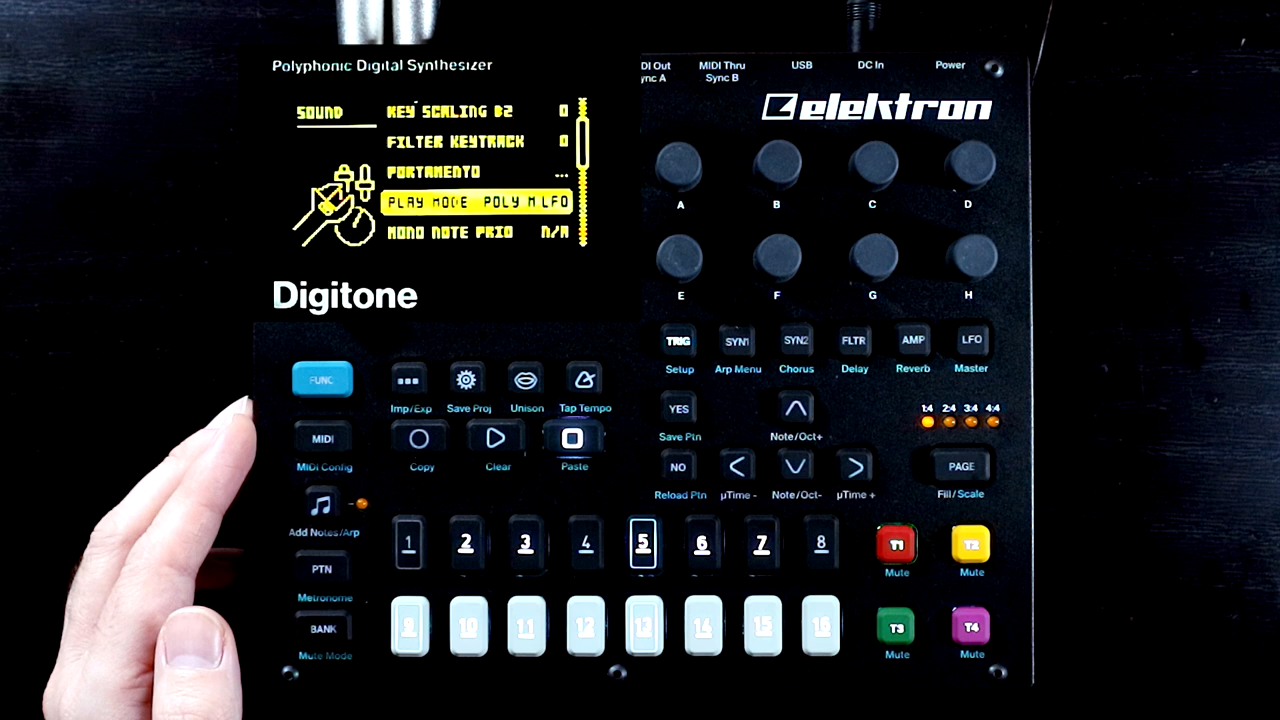 Polyphonic Digital Synthesizer
DI Out
ync A
MIDI Thru
Sync B
USB
DC In
Power
elektron
SOUND
KEY SCALING B2 0
FILTER KEYTRACK 0
PORTAMENTO ...
PLAY MODE POLY M LFO
MONO NOTE PRIO N/A
Digitone
A
B
C
D
E
F
G
H
TRIG
SYN1
SYN2
FLTR
AMP
LFO
Setup
Arp Menu
Chorus
Delay
Reverb
Master
FUNC
Imp/Exp
Save Proj
Unison
Tap Tempo
YES
Save Ptn
Note/Oct+
1:4
2:4
3:4
4:4
MIDI
MIDI Config
Copy
Clear
Paste
NO
PAGE
Reload Ptn
µTime -
Note/Oct-
µTime +
Fill/Scale
Add Notes/Arp
1
2
3
4
5
6
7
8
T1
T2
Mute
Mute
PTN
Metronome
BANK
Mute Mode
9
10
11
12
13
14
15
16
T3
T4
Mute
Mute